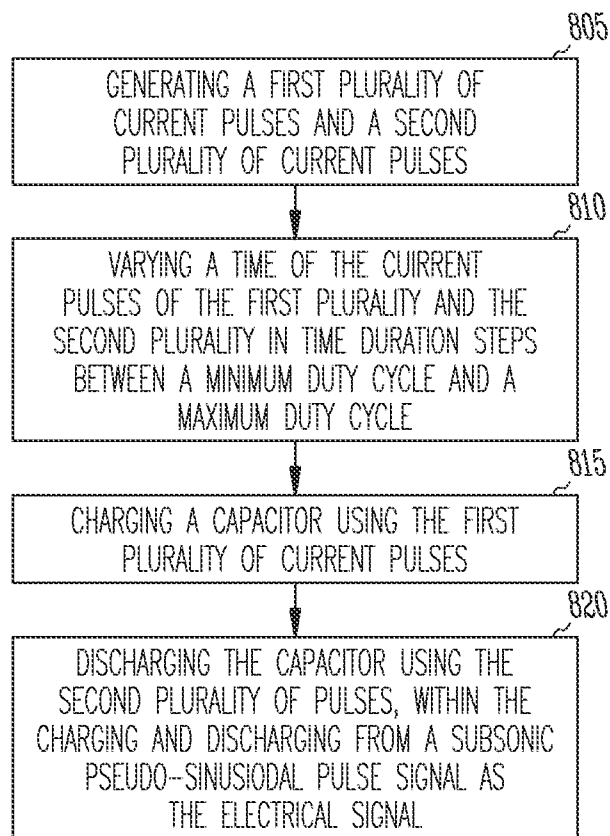 805
GENERATING A FIRST PLURALITY OF
CURRENT PULSES AND A SECOND
PLURALITY OF CURRENT PULSES
810
VARYING A TIME OF THE CUIRRENT
PULSES OF THE FIRST PLURALITY AND THE
SECOND PLURALITY IN TIME DURATION STEPS
BETWEEN A MINIMUM DUTY CYCLE AND A
MAXIMUM DUTY CYCLE
815
CHARGING A CAPACITOR USING THE FIRST
PLURALITY OF CURRENT PULSES
820
DISCHARGING THE CAPACITOR USING THE
SECOND PLURALITY OF PULSES, WITHIN THE
CHARGING AND DISCHARGING FROM A SUBSONIC
PSEUDO-SINUSIODAL PULSE SIGNAL AS
THE ELECTRICAL SIGNAL